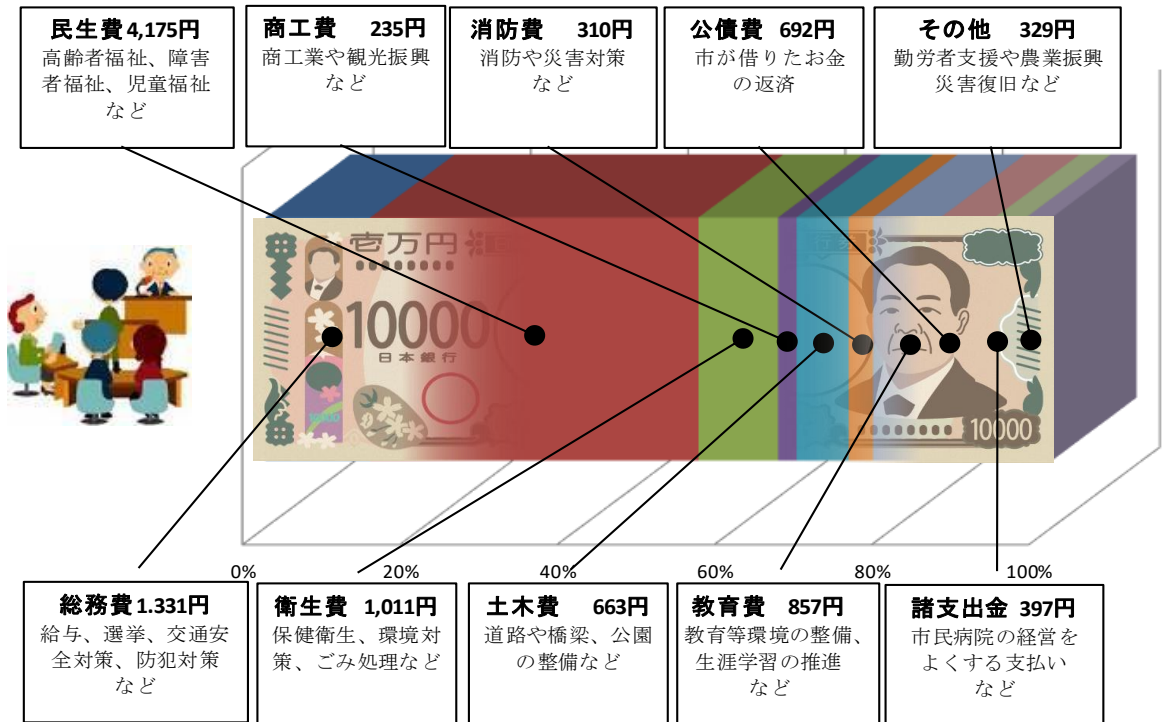 民生費 4,175円
高齢者福祉、障害
者福祉、児童福祉
など
商工費 235円
商工業や観光振興
など
消防費 310円
消防や災害対策
など
公債費 692円
市が借りたお金
の返済
その他 329円
勤労者支援や農業振興
災害復旧など
壱万円
10000
日本銀行
10000
10000
0%
20%
40%
60%
80%
100%
総務費 1.331円
給与、選挙、交通安
全対策、防犯対策
など
衛生費 1,011円
保健衛生、環境対
策、ごみ処理など
土木費 663円
道路や橋梁、公園
の整備など
教育費 857円
教育等環境の整備、
生涯学習の推進
など
諸支出金 397円
市民病院の経営を
よくする支払い
など